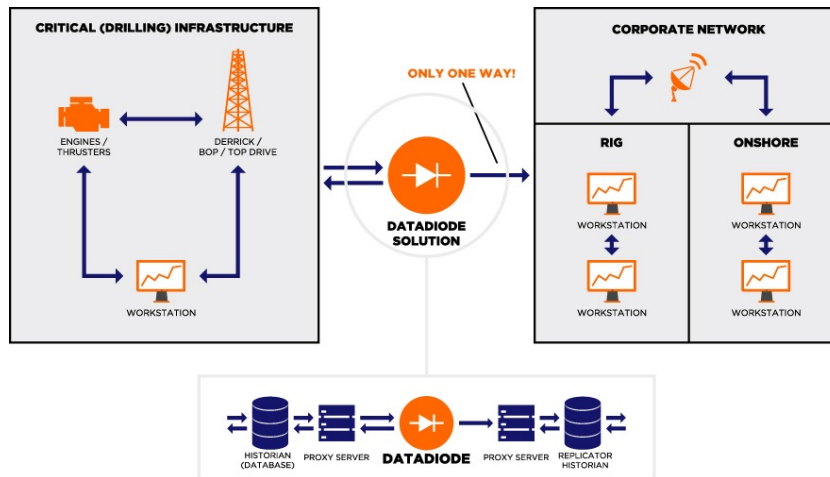 CRITICAL (DRILLING) INFRASTRUCTURE
ENGINES /
THRUSTERS
DERRICK /
BOP / TOP DRIVE
WORKSTATION
ONLY ONE WAY!
DATADIODE
SOLUTION
CORPORATE NETWORK
RIG
ONSHORE
WORKSTATION
WORKSTATION
WORKSTATION
WORKSTATION
HISTORIAN
(DATABASE)
PROXY SERVER
DATADIODE
PROXY SERVER
REPLICATOR
HISTORIAN